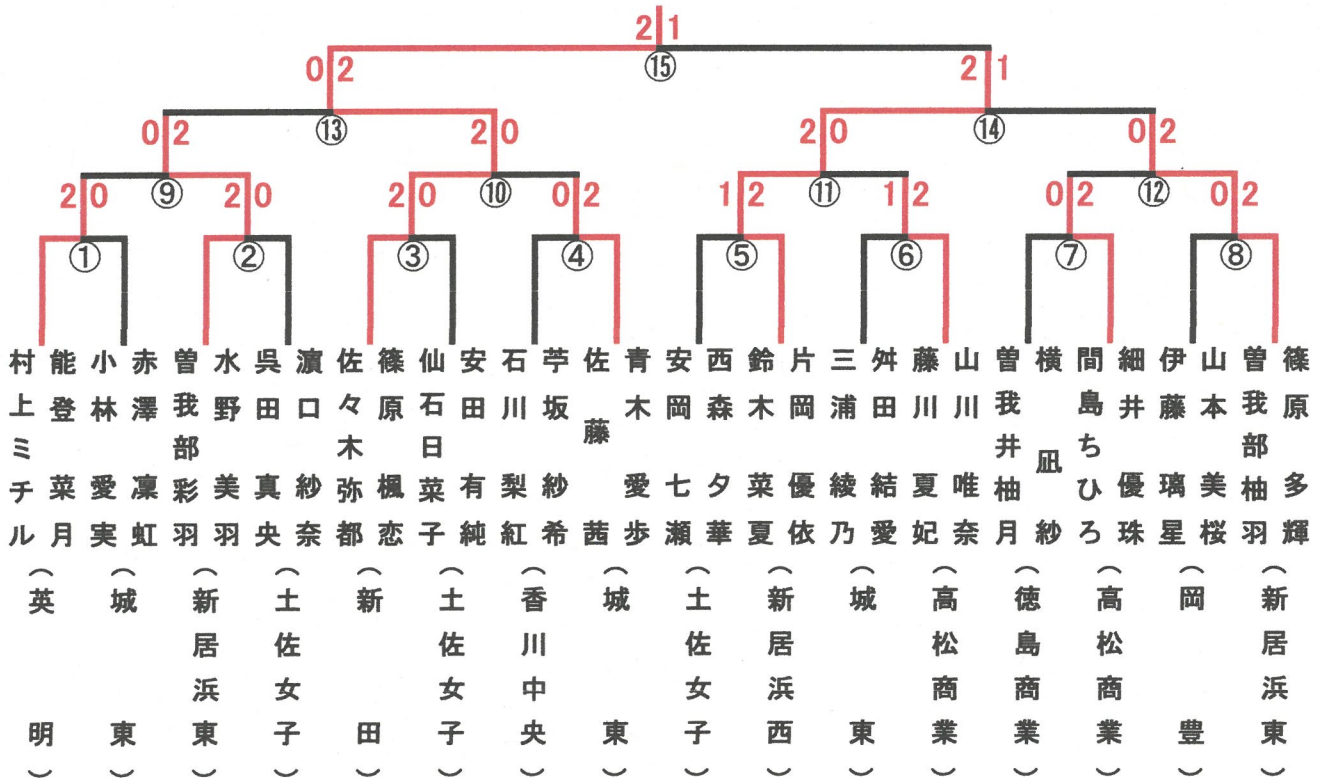 2 1
⑮
0 2 2 1
⑬ ⑭
0 2 2 0 2 0 0 2
⑨ ⑩ ⑪ ⑫
2 0 2 0 2 0 0 2 1 2 1 2 0 2 0 2
① ② ③ ④ ⑤ ⑥ ⑦ ⑧
村上ミチル
能登菜月
(英明)
小林愛実
赤澤凜虹
(城東)
曽我部彩羽
水野美羽
(新居浜東)
呉田真央
濵口紗奈
(土佐女子)
佐々木弥都
篠原楓恋
(新田)
仙石日菜子
安田有純
(土佐女子)
石川梨紅
苧坂紗希
(香川中央)
佐藤茜
青木愛歩
(城東)
安岡七瀬
西森夕華
(土佐女子)
鈴木菜夏
片岡優依
(新居浜西)
三浦綾乃
舛田結愛
(城東)
藤川夏妃
山川唯奈
(高松商業)
曽我井柚月
横凪紗
(徳島商業)
間島ちひろ
細井優珠
(高松商業)
伊藤璃星
山本美桜
(岡豊)
曽我部柚羽
篠原多輝
(新居浜東)